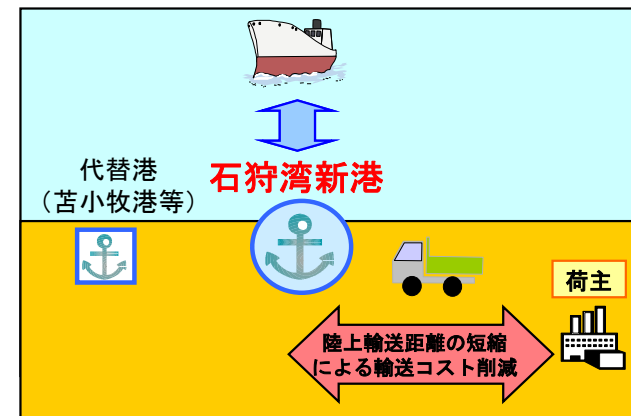 代替港
（苫小牧港等）
石狩湾新港
荷主
陸上輸送距離の短縮
による輸送コスト削減